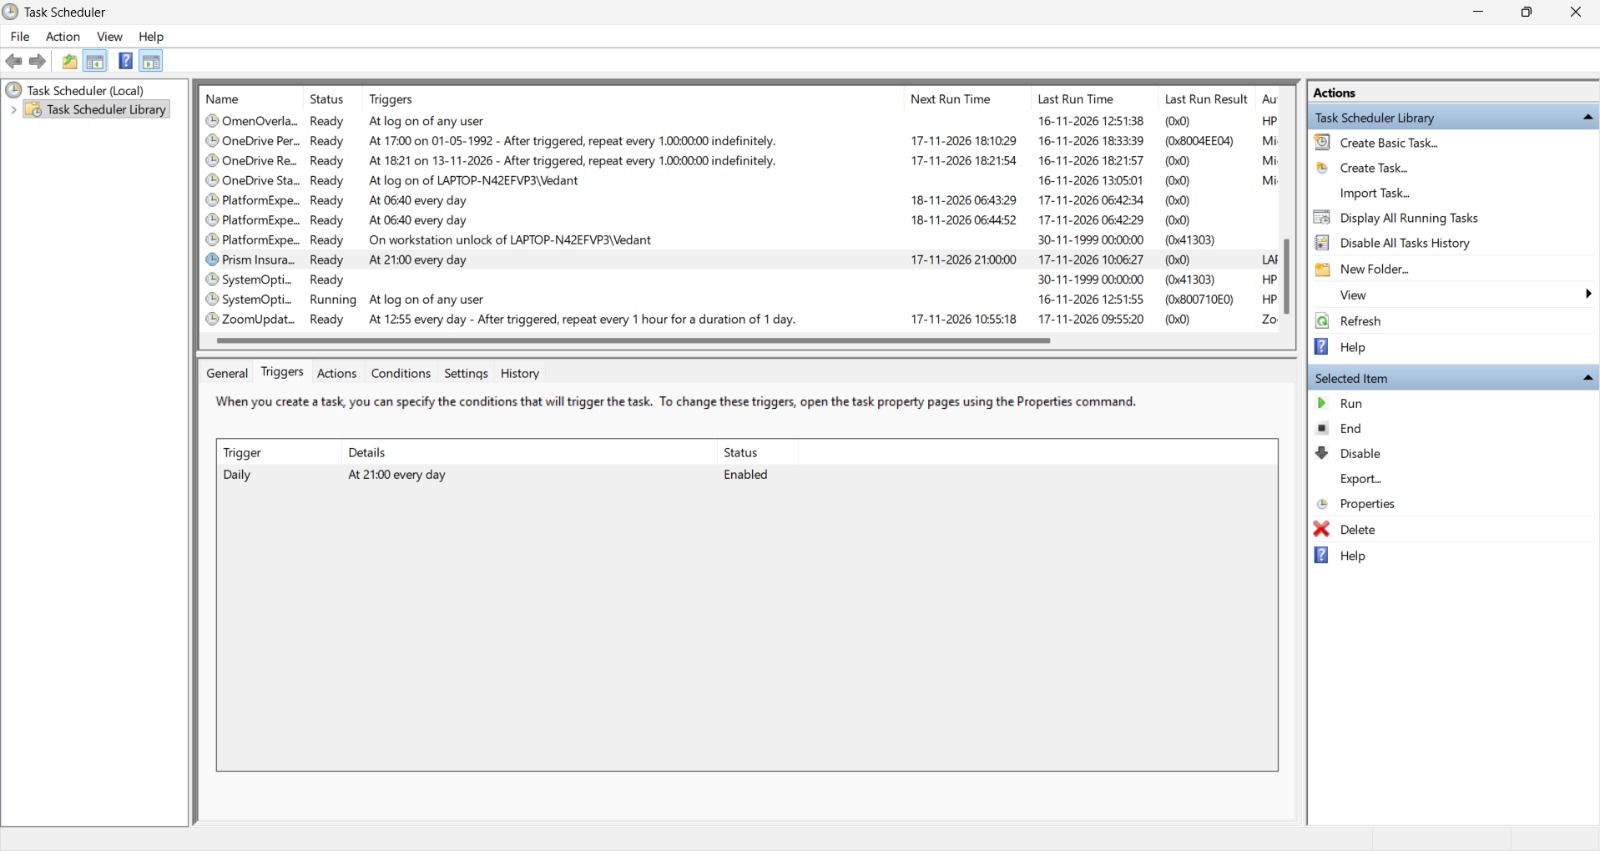 Task Scheduler
File Action View Help
Task Scheduler (Local)
Task Scheduler Library
Name Status Triggers Next Run Time Last Run Time Last Run Result Au
OmenOverla... Ready At log on of any user 16-11-2026 12:51:38 (0x0) HP
OneDrive Per... Ready At 17:00 on 01-05-1992 - After triggered, repeat every 1.00:00:00 indefinitely. 17-11-2026 18:10:29 16-11-2026 18:33:39 (0x8004EE04) Mi
OneDrive Re... Ready At 18:21 on 13-11-2026 - After triggered, repeat every 1.00:00:00 indefinitely. 17-11-2026 18:21:54 16-11-2026 18:21:57 (0x0) Mi
OneDrive Sta... Ready At log on of LAPTOP-N42EFVP3\Vedant 16-11-2026 13:05:01 (0x0) Mi
PlatformExpe... Ready At 06:40 every day 18-11-2026 06:43:29 17-11-2026 06:42:34 (0x0)
PlatformExpe... Ready At 06:40 every day 18-11-2026 06:44:52 17-11-2026 06:42:29 (0x0)
PlatformExpe... Ready On workstation unlock of LAPTOP-N42EFVP3\Vedant 30-11-1999 00:00:00 (0x41303)
Prism Insura... Ready At 21:00 every day 17-11-2026 21:00:00 17-11-2026 10:06:27 (0x0) LAP
SystemOpti... Ready 30-11-1999 00:00:00 (0x41303) HP
SystemOpti... Running At log on of any user 16-11-2026 12:51:55 (0x800710E0) HP
ZoomUpdat... Ready At 12:55 every day - After triggered, repeat every 1 hour for a duration of 1 day. 17-11-2026 10:55:18 17-11-2026 09:55:20 (0x0) Zo
General Triggers Actions Conditions Settings History
When you create a task, you can specify the conditions that will trigger the task. To change these triggers, open the task property pages using the Properties command.
Trigger Details Status
Daily At 21:00 every day Enabled
Actions
Task Scheduler Library
Create Basic Task...
Create Task...
Import Task...
Display All Running Tasks
Disable All Tasks History
New Folder...
View
Refresh
Help
Selected Item
Run
End
Disable
Export...
Properties
Delete
Help